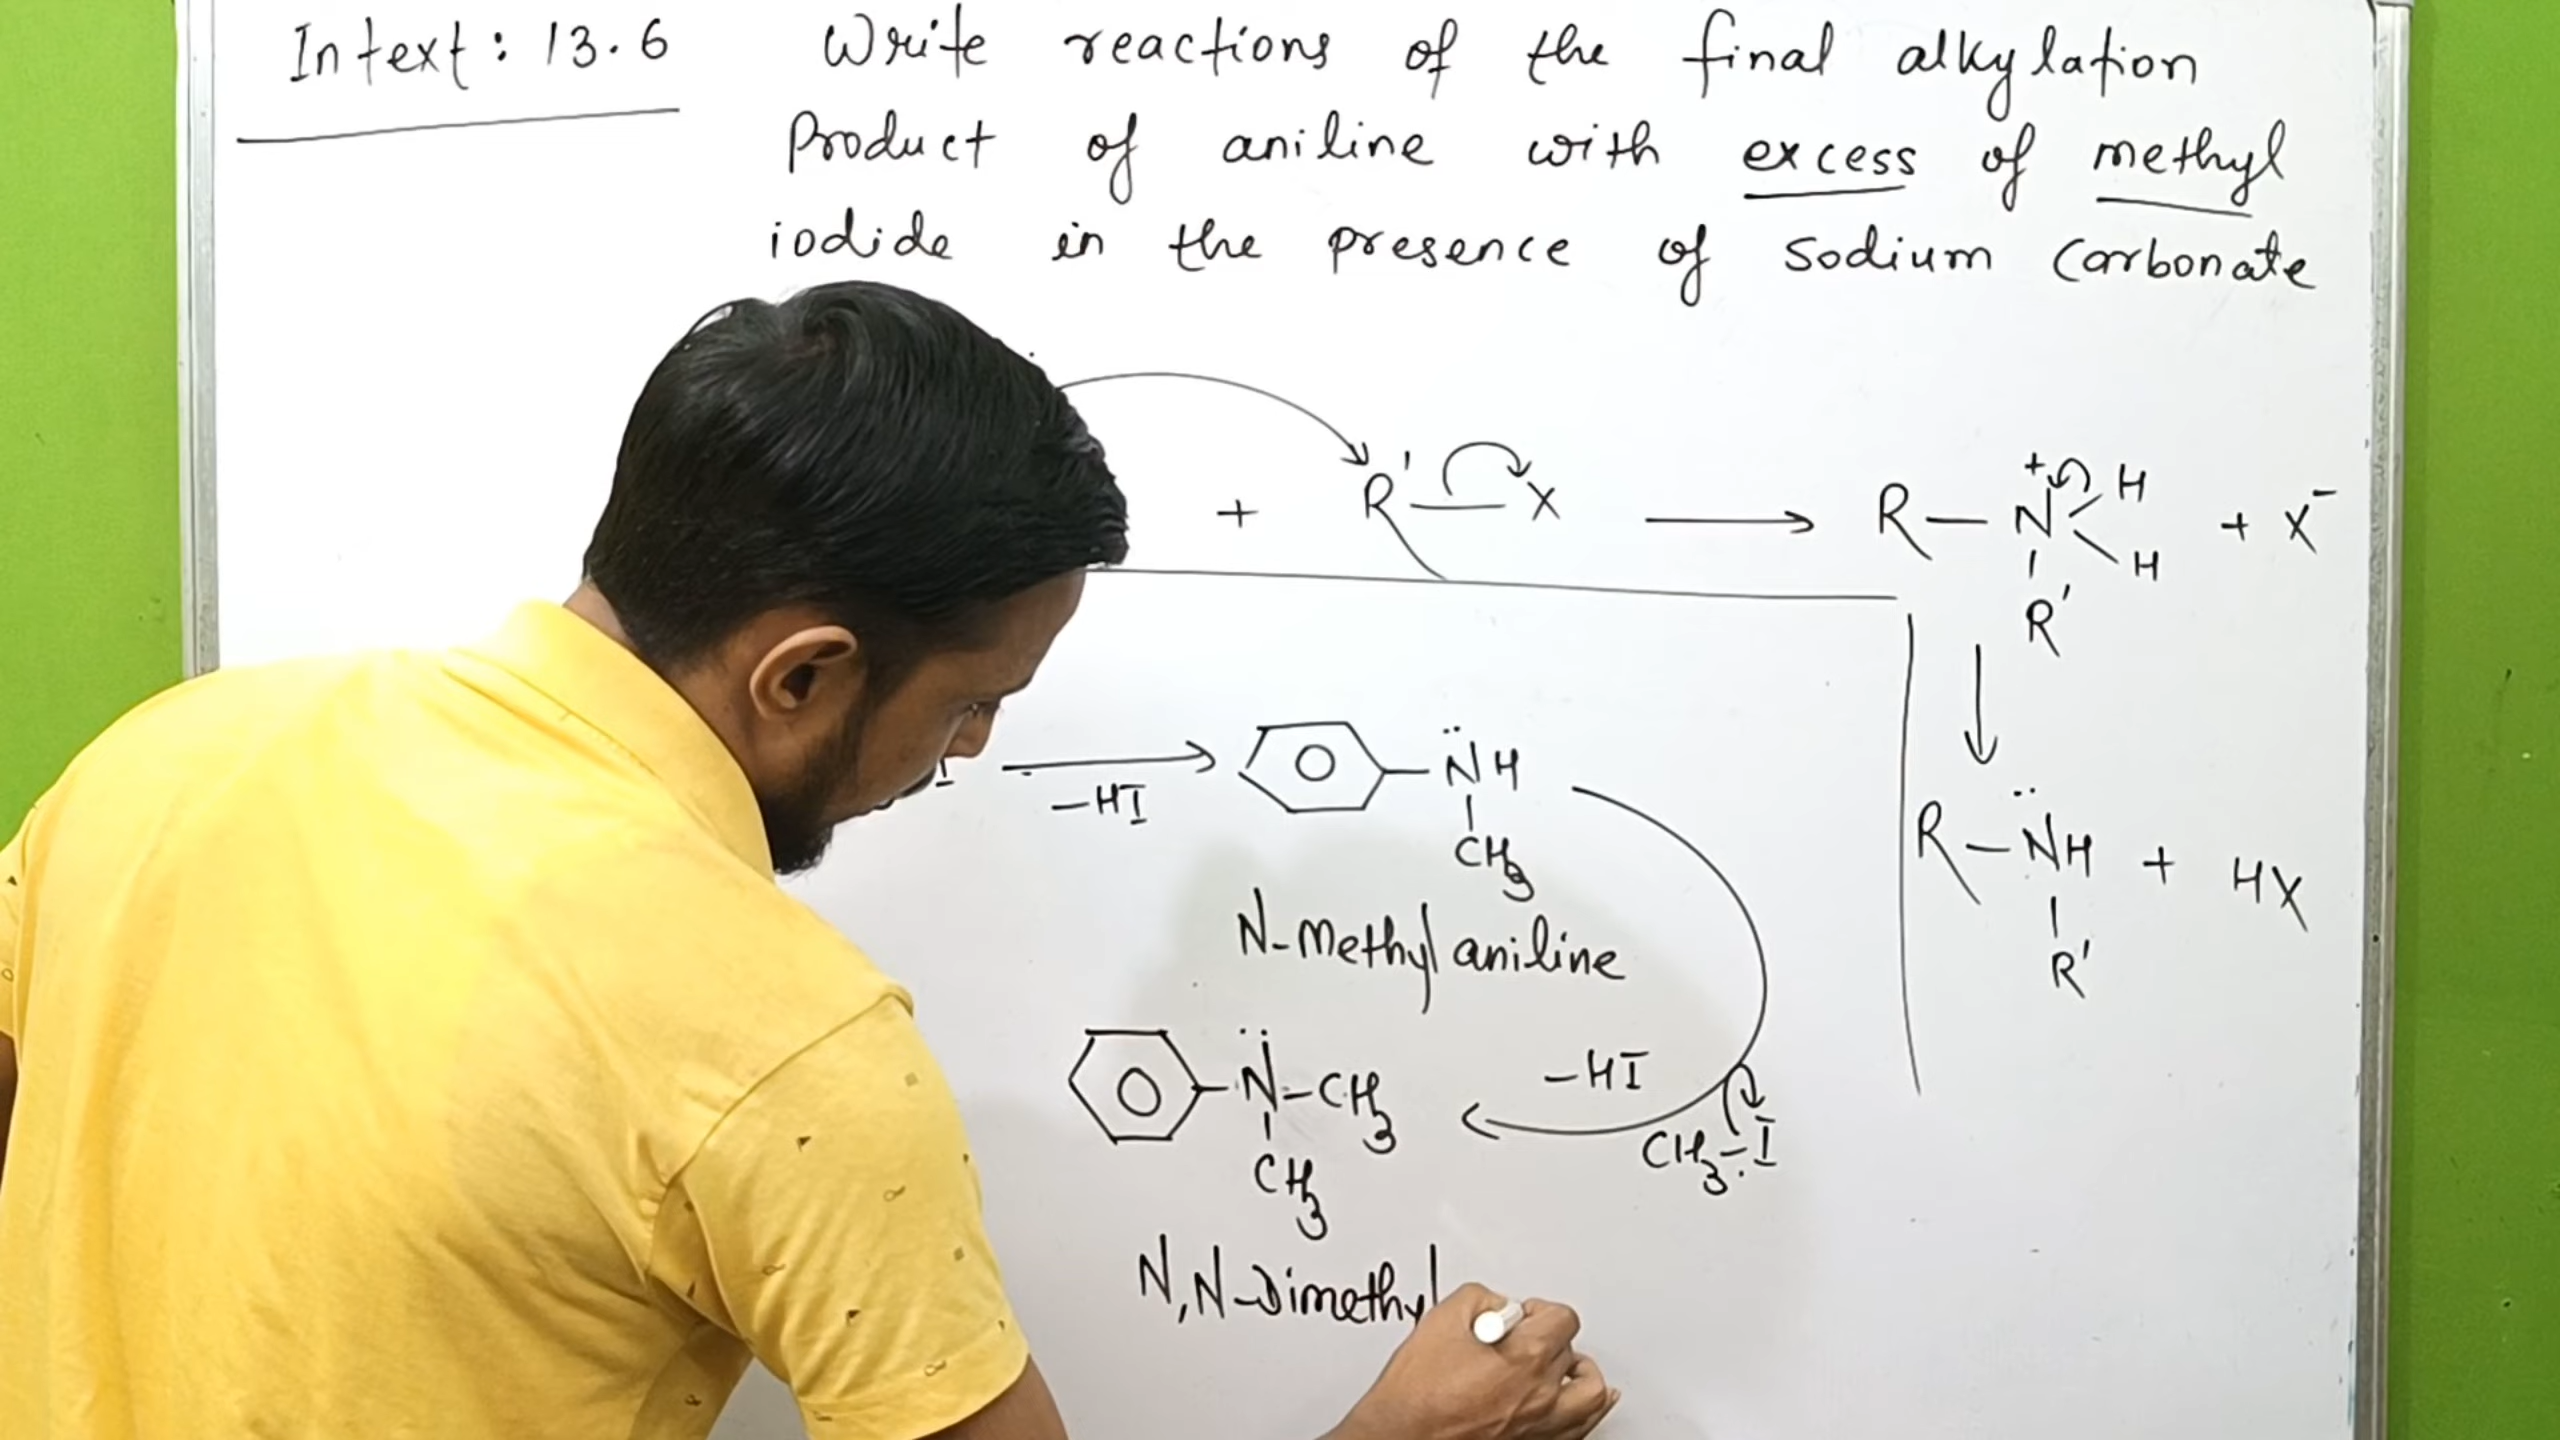 Intext: 13.6 Write reactions of the final alkylation
Product of aniline with excess of methyl
iodide in the presence of sodium carbonate
+ R' — X → R — N⁺ H + X⁻
H
R'
I → NH
-HI
CH3
R — N̈H + HX
R'
N-Methyl aniline
N̈ - CH3
CH3
-HI
CH3 - I
N,N-Dimethyl